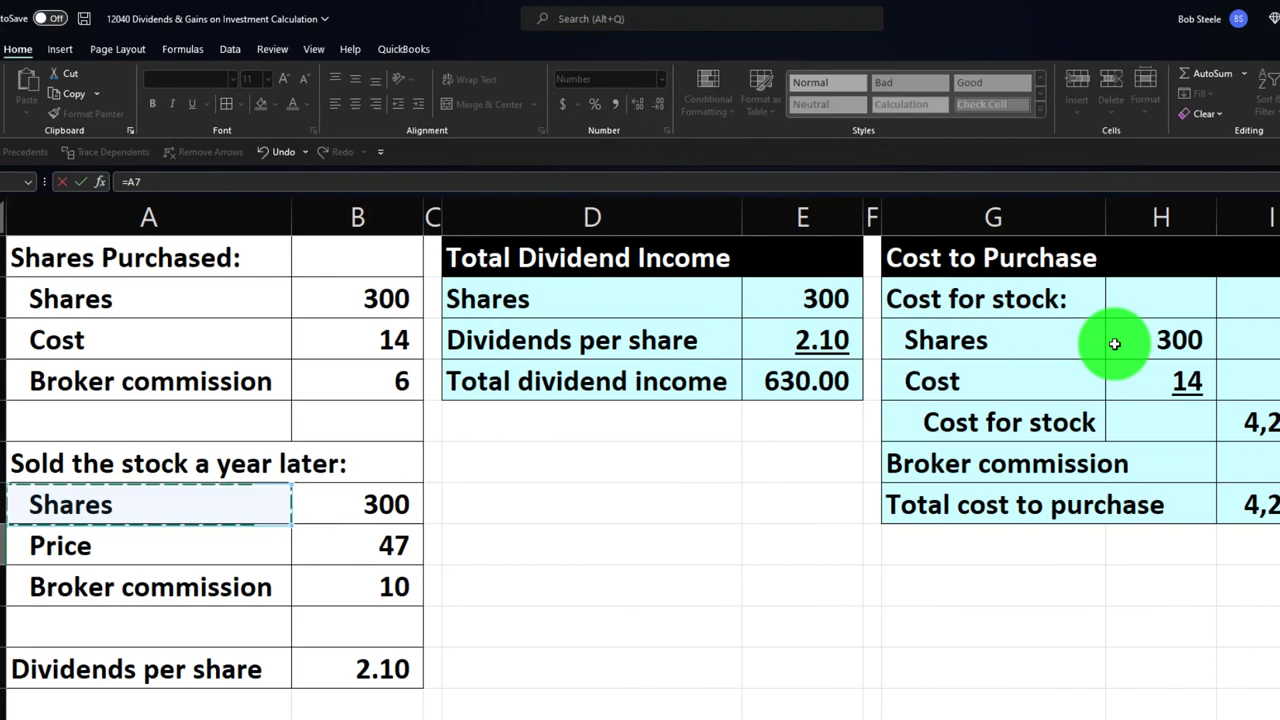 toSave Off 12040 Dividends & Gains on Investment Calculation Search (Alt+Q) Bob Steele BS
Home Insert Page Layout Formulas Data Review View Help QuickBooks
Paste Cut Copy Format Painter Clipboard
11 B I U A A Font
Wrap Text Merge & Center Alignment
Number $ % Number
Conditional Formatting Format as Table Normal Bad Good Neutral Calculation Check Cell Styles
Insert Delete Format Cells
AutoSum Fill Clear Sort Editing
Precedents Trace Dependents Remove Arrows Undo Redo
fx =A7
A B C D E F G H I
Shares Purchased: Total Dividend Income Cost to Purchase
Shares 300 Shares 300 Cost for stock:
Cost 14 Dividends per share 2.10 Shares 300
Broker commission 6 Total dividend income 630.00 Cost 14
Cost for stock 4,2
Sold the stock a year later: Broker commission
Shares 300 Total cost to purchase 4,2
Price 47
Broker commission 10
Dividends per share 2.10